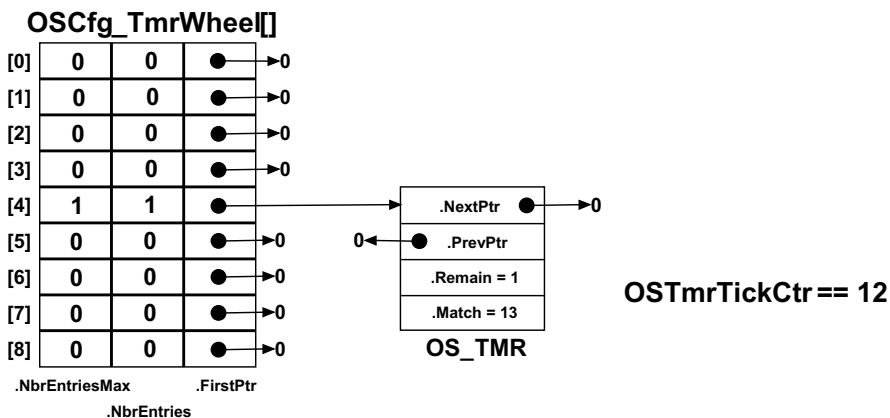 OSCfg_TmrWheel[]
[0] 0 0 0
[1] 0 0 0
[2] 0 0 0
[3] 0 0 0
[4] 1 1 .NextPtr 0
[5] 0 0 0 0 .PrevPtr
[6] 0 0 0 .Remain = 1
OSTmrTickCtr == 12
[7] 0 0 0 .Match = 13
[8] 0 0 0 OS_TMR
.NbrEntriesMax .FirstPtr
.NbrEntries